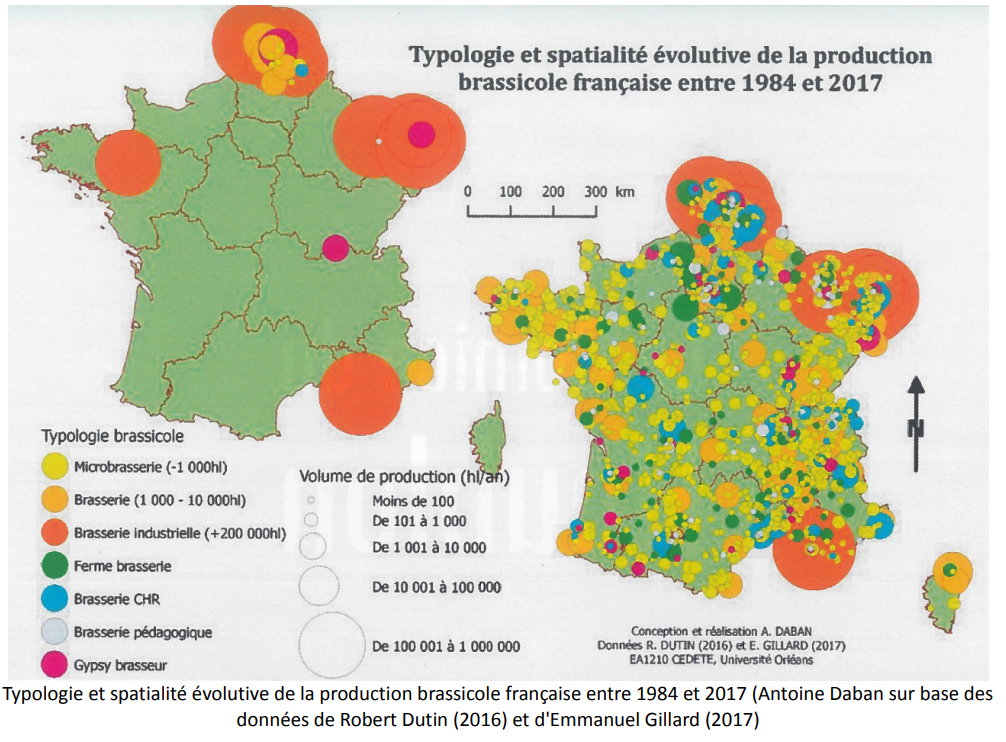 Typologie et spatialité évolutive de la production
brassicole française entre 1984 et 2017
0 100 200 300 km
N
Typologie brassicole
Microbrasserie (-1 000hl)
Brasserie (1 000 - 10 000hl)
Brasserie industrielle (+200 000hl)
Ferme brasserie
Brasserie CHR
Brasserie pédagogique
Gypsy brasseur
Volume de production (hl/an)
Moins de 100
De 101 à 1 000
De 1 001 à 10 000
De 10 001 à 100 000
De 100 001 à 1 000 000
Conception et réalisation A. DABAN
Données R. DUTIN (2016) et E. GILLARD (2017)
EA1210 CEDETE, Université Orléans
Typologie et spatialité évolutive de la production brassicole française entre 1984 et 2017 (Antoine Daban sur base des
données de Robert Dutin (2016) et d'Emmanuel Gillard (2017)